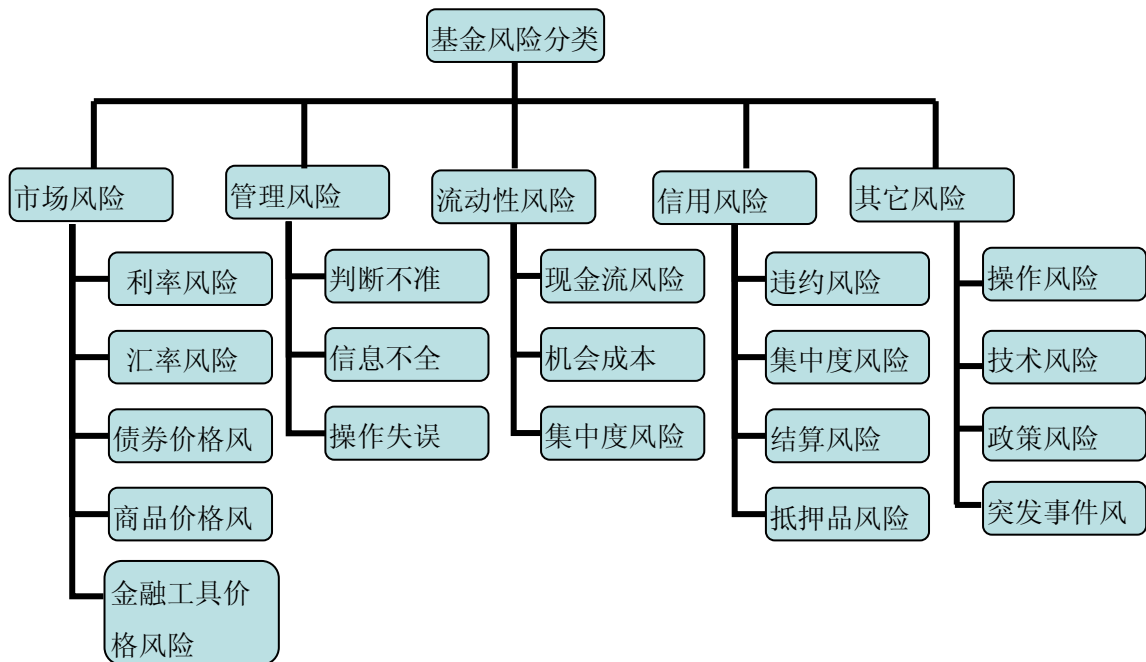 基金风险分类
市场风险
管理风险
流动性风险
信用风险
其它风险
利率风险
汇率风险
债券价格风
商品价格风
金融工具价
格风险
判断不准
信息不全
操作失误
现金流风险
机会成本
集中度风险
违约风险
集中度风险
结算风险
抵押品风险
操作风险
技术风险
政策风险
突发事件风